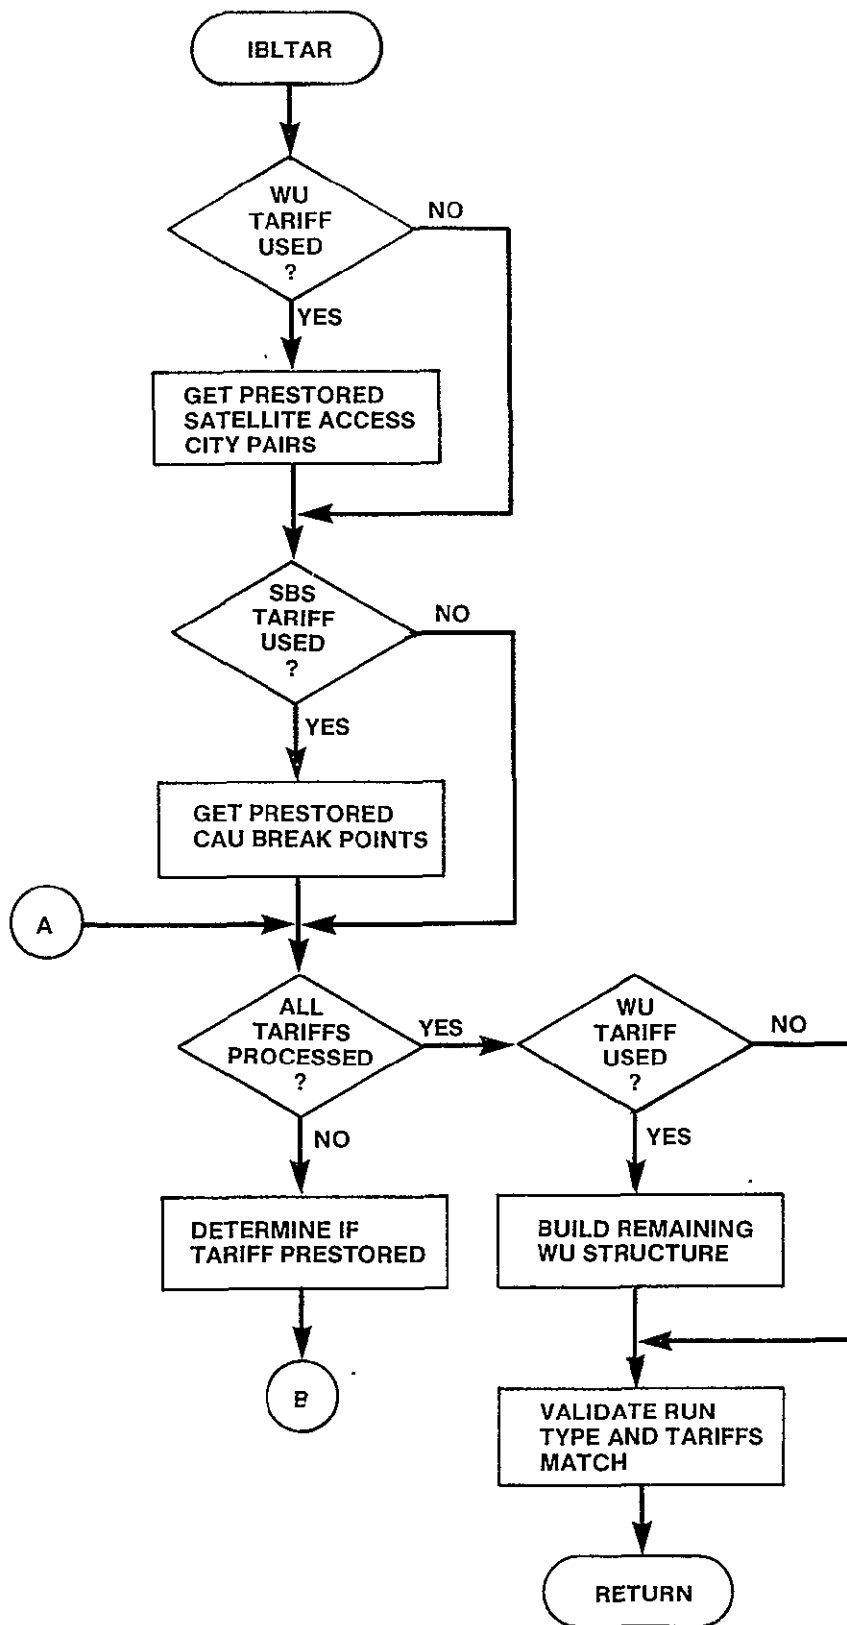 IBLTAR
WU
TARIFF
USED
?
NO
YES
GET PRESTORED
SATELLITE ACCESS
CITY PAIRS
SBS
TARIFF
USED
?
NO
YES
GET PRESTORED
CAU BREAK POINTS
A
ALL
TARIFFS
PROCESSED
?
YES
NO
WU
TARIFF
USED
?
NO
YES
DETERMINE IF
TARIFF PRESTORED
B
BUILD REMAINING
WU STRUCTURE
VALIDATE RUN
TYPE AND TARIFFS
MATCH
RETURN